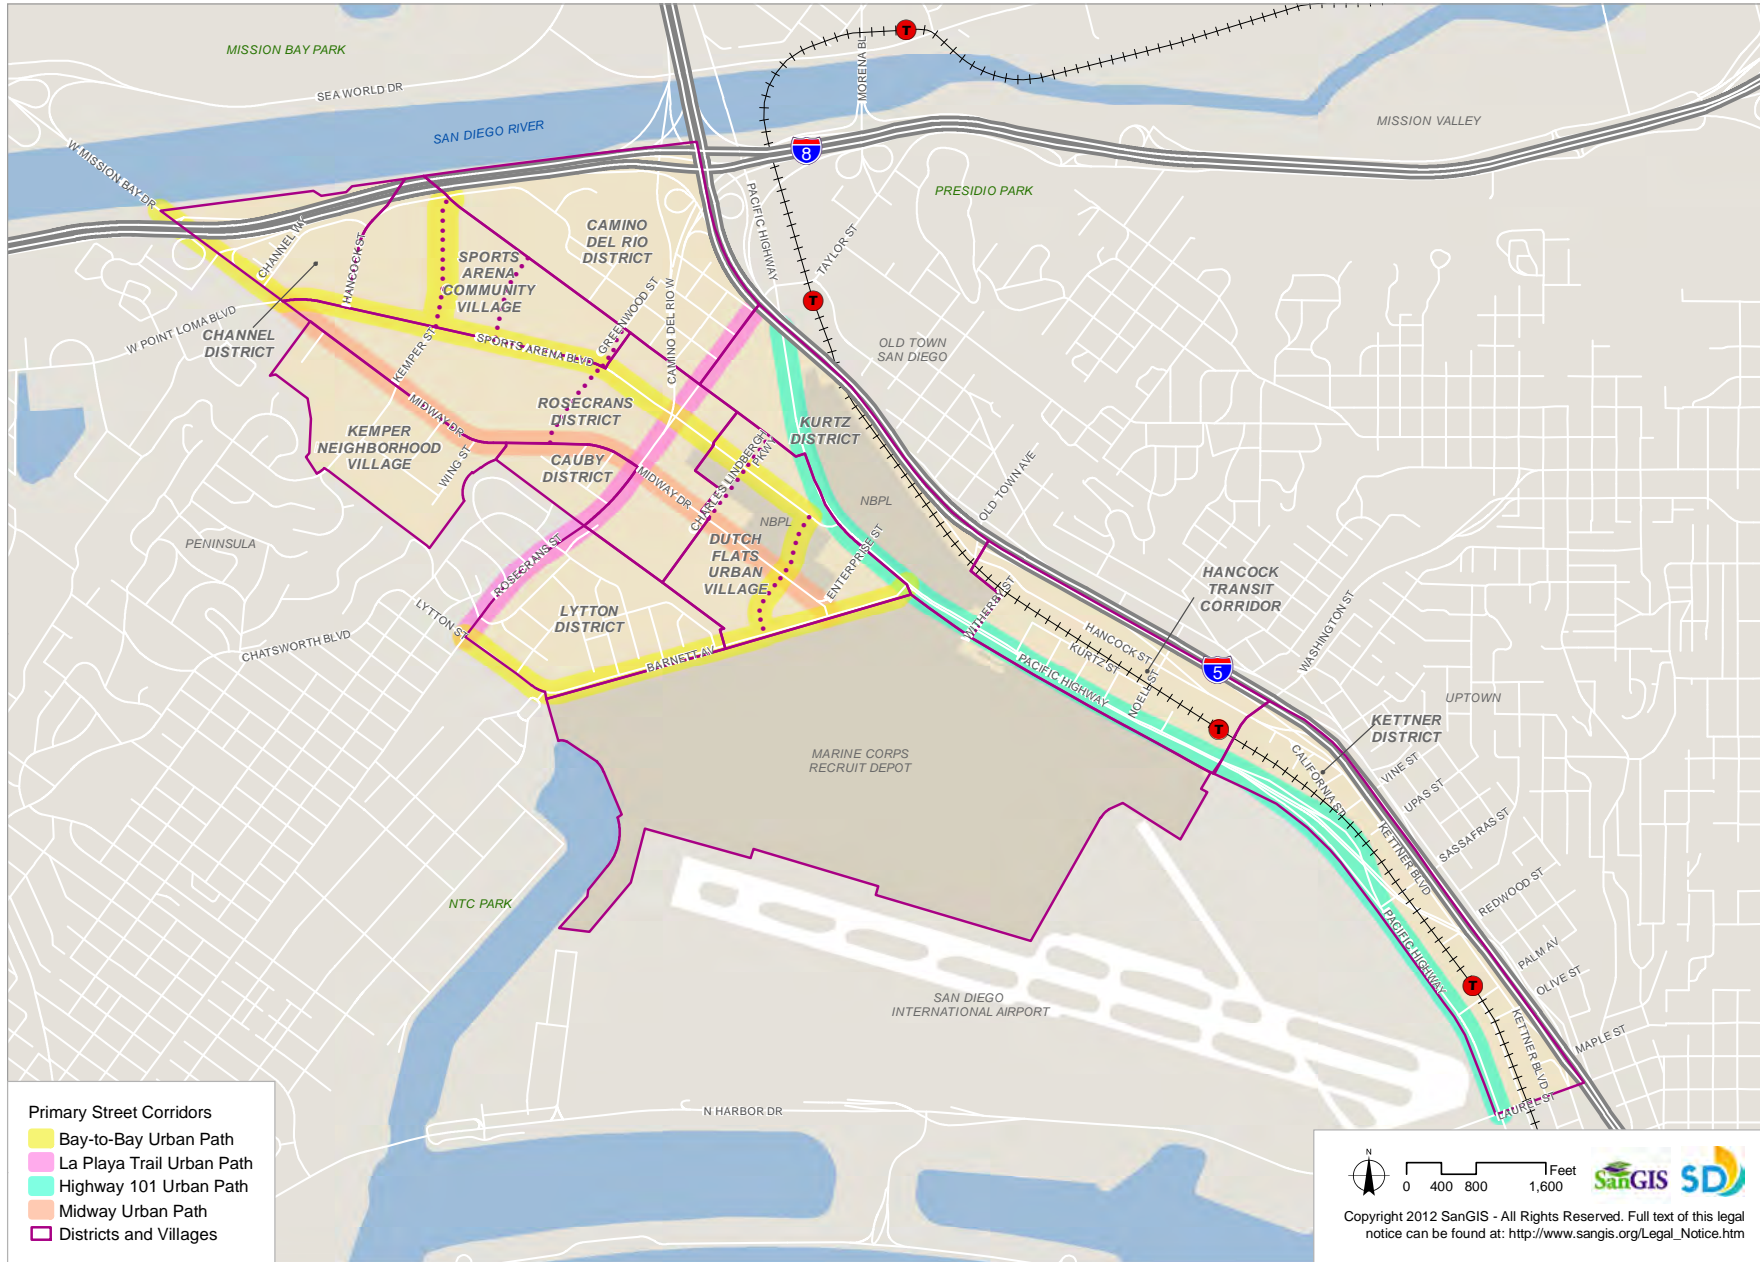 MISSION BAY PARK
SEA WORLD DR
SAN DIEGO RIVER
W MISSION BAY DR
MORENA BL
T
8
MISSION VALLEY
PRESIDIO PARK
PACIFIC HIGHWAY
TAYLOR ST
T
CHANNEL WY
HANCOCK ST
CAMINO
DEL RIO
DISTRICT
SPORTS
ARENA
COMMUNITY
VILLAGE
GREENWOOD ST
CAMINO DEL RIO W
W POINT LOMA BLVD
CHANNEL
DISTRICT
KEMPER ST
SPORTS ARENA BLVD
OLD TOWN
SAN DIEGO
MIDWAY DR
ROSECRANS
DISTRICT
KURTZ
DISTRICT
KEMPER
NEIGHBORHOOD
VILLAGE
WING ST
CAUBY
DISTRICT
MIDWAY DR
CHARLES LINDBERGH
PKWY
OLD TOWN AVE
NBPL
NBPL
PENINSULA
DUTCH
FLATS
URBAN
VILLAGE
ENTERPRISE ST
ROSECRANS ST
LYTTON ST
LYTTON
DISTRICT
CHATSWORTH BLVD
BARNETT AV
WITHERBY ST
HANCOCK
TRANSIT
CORRIDOR
HANCOCK ST
KURTZ ST
PACIFIC HIGHWAY
NOELL ST
WASHINGTON ST
5
T
UPTOWN
KETTNER
DISTRICT
MARINE CORPS
RECRUIT DEPOT
CALIFORNIA ST
VINE ST
UPAS ST
SASSAFRAS ST
KETTNER BLVD
REDWOOD ST
NTC PARK
PACIFIC HIGHWAY
PALM AV
OLIVE ST
T
SAN DIEGO
INTERNATIONAL AIRPORT
KETTNER BLVD
MAPLE ST
LAUREL ST
N HARBOR DR
Primary Street Corridors
Bay-to-Bay Urban Path
La Playa Trail Urban Path
Highway 101 Urban Path
Midway Urban Path
Districts and Villages
N
Feet
0 400 800 1,600
SanGIS SD
Copyright 2012 SanGIS - All Rights Reserved. Full text of this legal
notice can be found at: http://www.sangis.org/Legal_Notice.htm